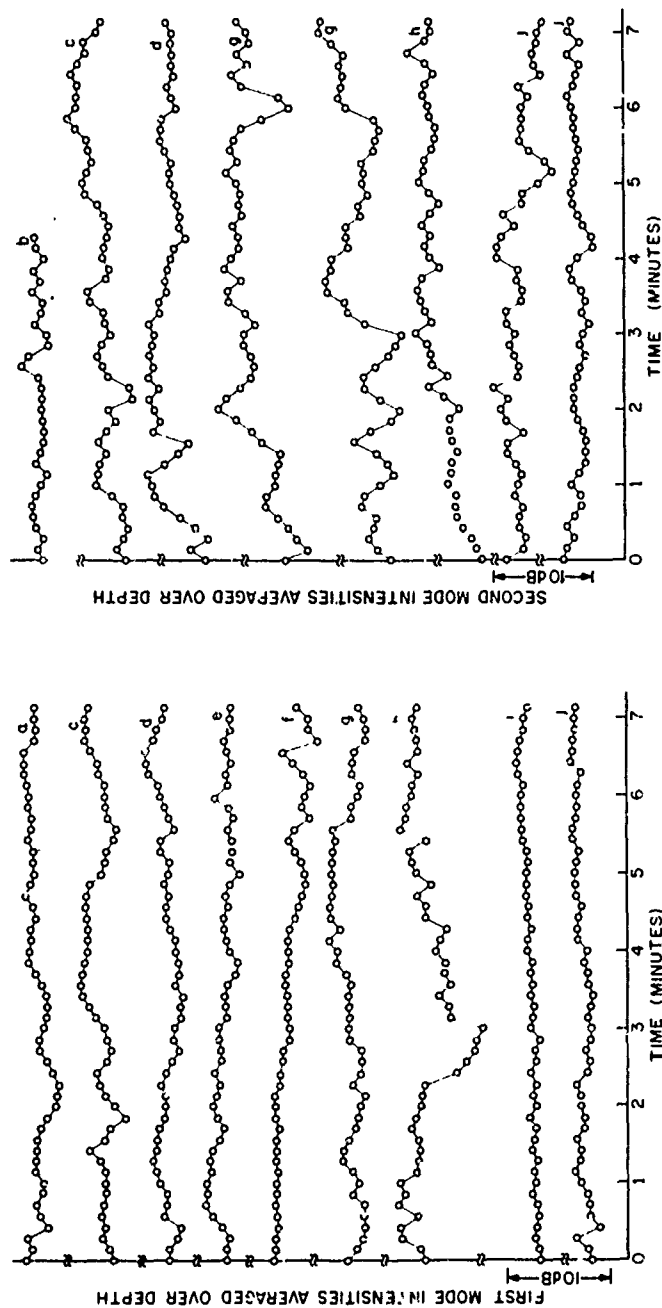 FIRST MODE INTENSITIES AVERAGED OVER DEPTH
10dB
a
c
d
e
f
g
j
0 1 2 3 4 5 6 7
TIME (MINUTES)
SECOND MODE INTENSITIES AVERAGED OVER DEPTH
10dB
b
c
d
g
g
h
j
j
0 1 2 3 4 5 6 7
TIME (MINUTES)